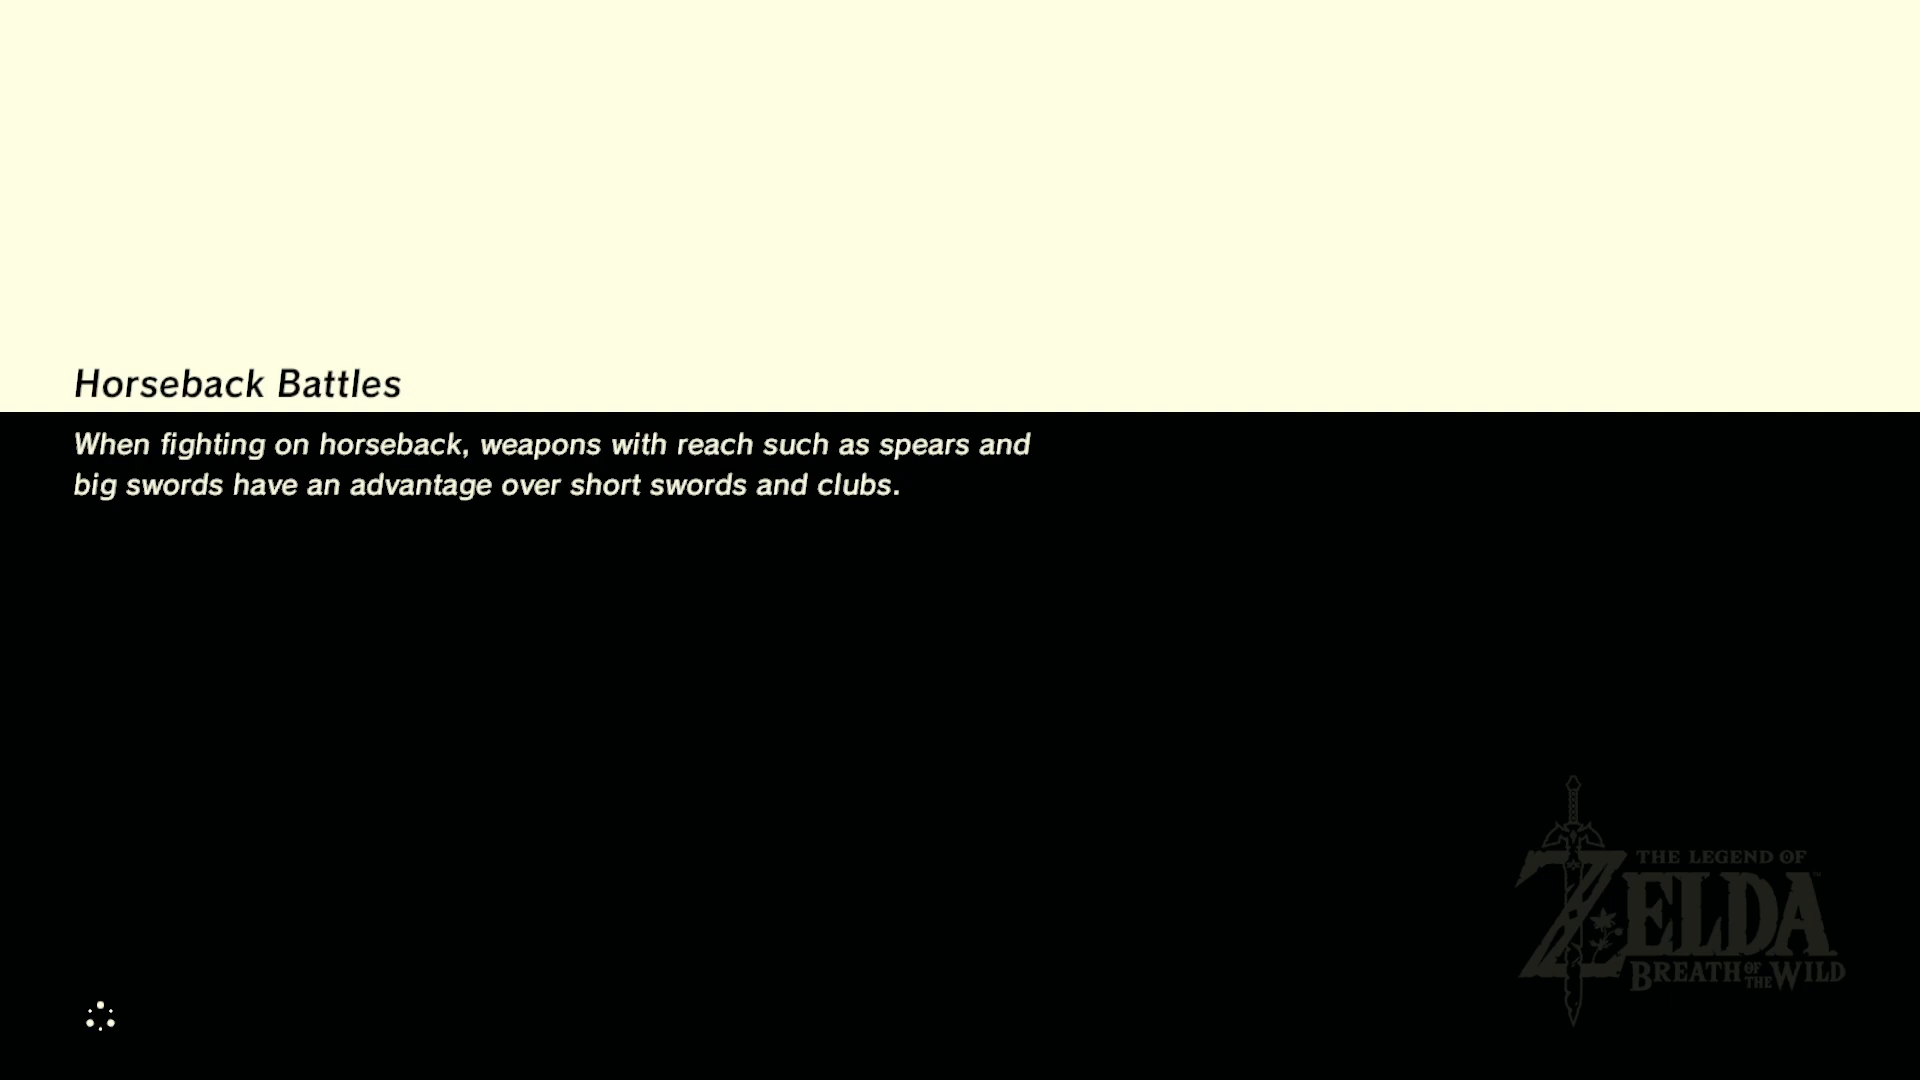 Horseback Battles
When fighting on horseback, weapons with reach such as spears and
big swords have an advantage over short swords and clubs.
THE LEGEND OF
ZELDA
BREATH OF THE WILD